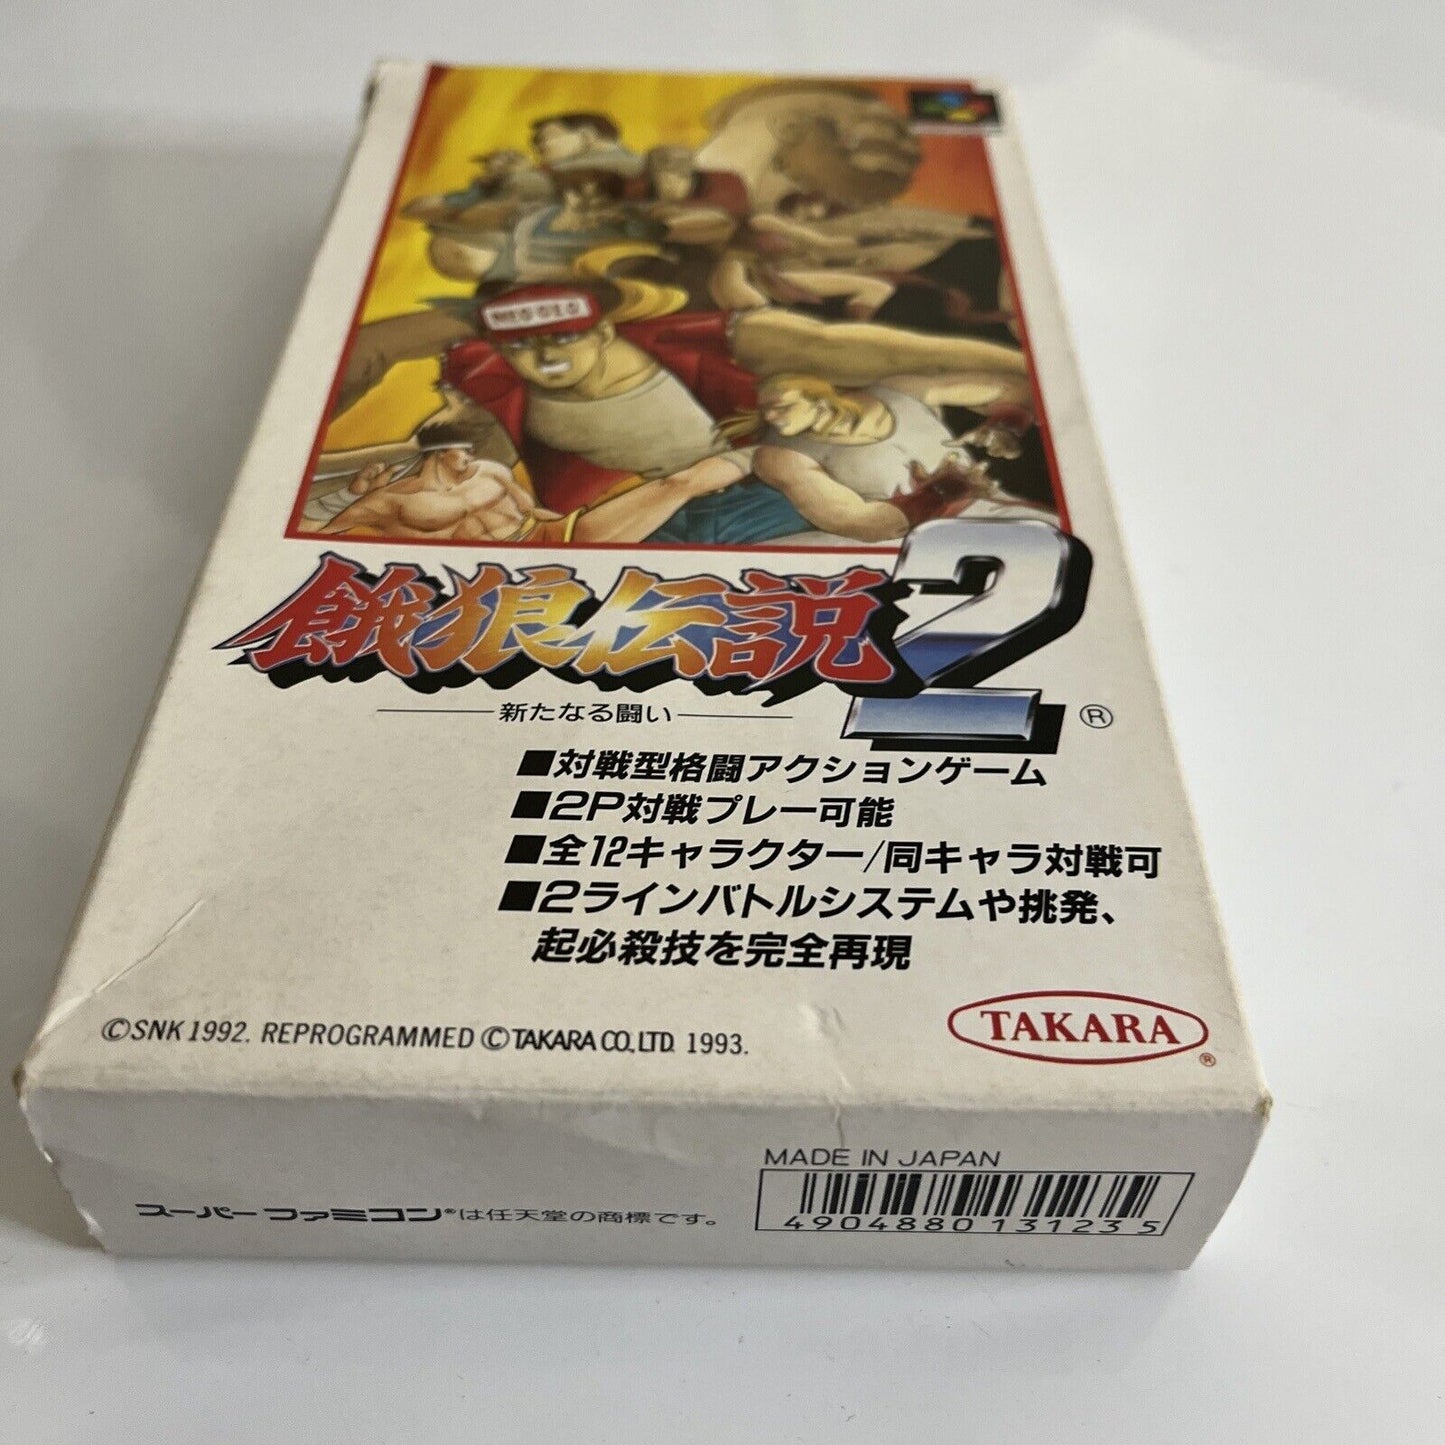 NEO GEO
餓狼伝説2
新たなる闘い
®
■対戦型格闘アクションゲーム
■2P対戦プレー可能
■全12キャラクター/同キャラ対戦可
■2ラインバトルシステムや挑発、
起必殺技を完全再現
©SNK 1992. REPROGRAMMED ©TAKARA CO.,LTD. 1993.
TAKARA®
MADE IN JAPAN
スーパーファミコン®は任天堂の商標です。
4904880131235